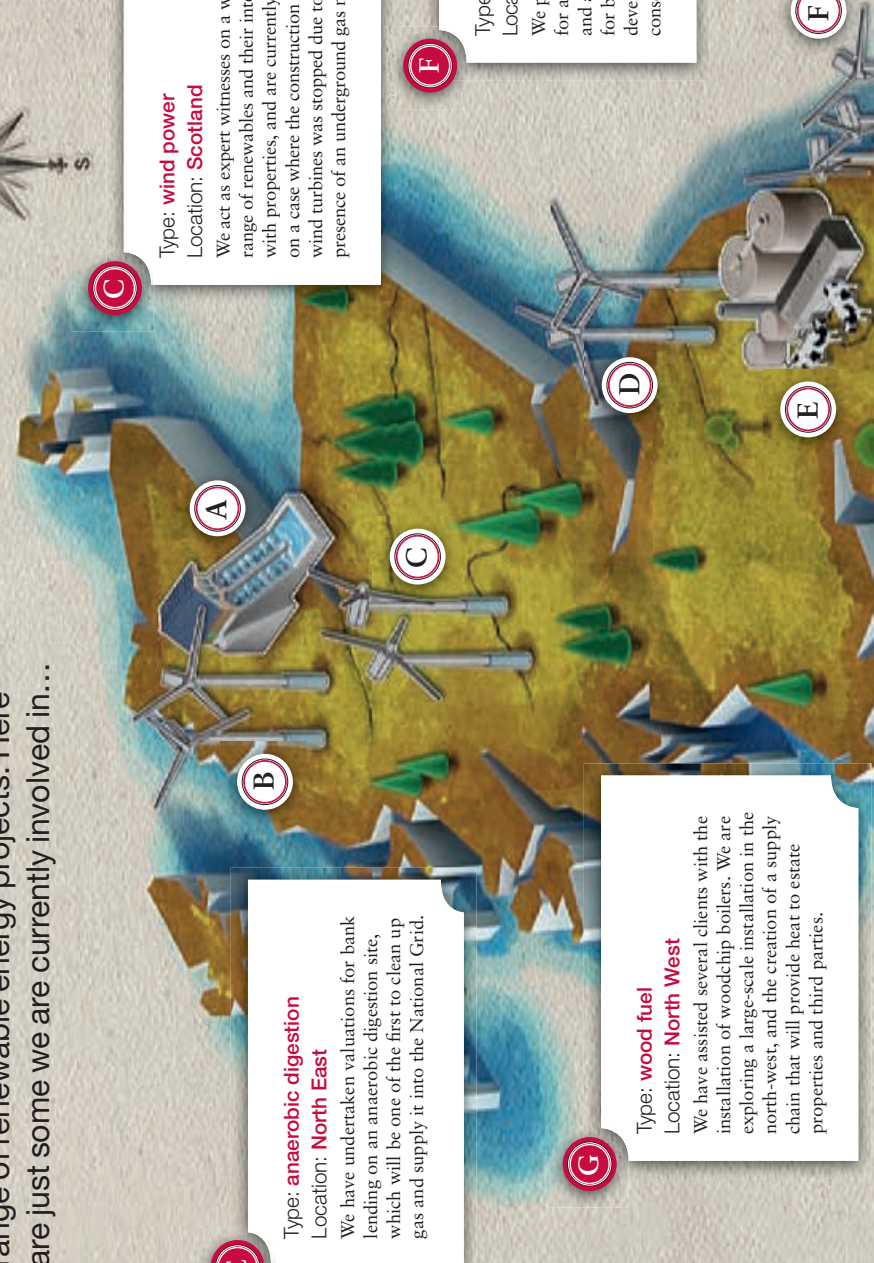 range of renewable energy projects. Here
are just some we are currently involved in…
S
Type: anaerobic digestion
Location: North East
We have undertaken valuations for bank
lending on an anaerobic digestion site,
which will be one of the first to clean up
gas and supply it into the National Grid.
G
Type: wood fuel
Location: North West
We have assisted several clients with the
installation of woodchip boilers. We are
exploring a large-scale installation in the
north-west, and the creation of a supply
chain that will provide heat to estate
properties and third parties.
B
A
C
D
E
F
C
Type: wind power
Location: Scotland
We act as expert witnesses on a
range of renewables and their
with properties, and are currently
on a case where the construction
wind turbines was stopped due to
presence of an underground gas
F
We
for a
and
for